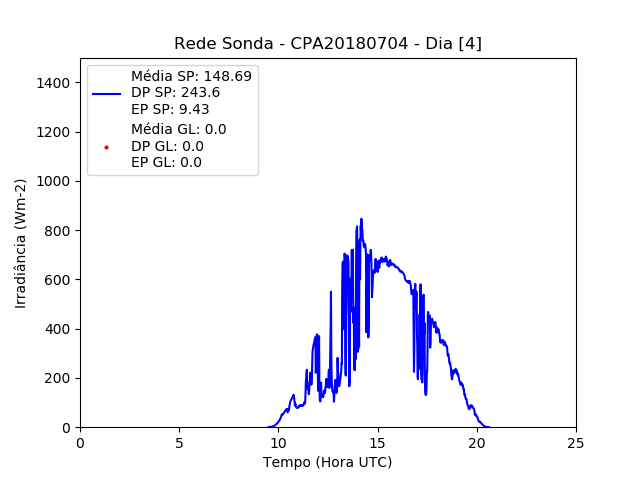 Rede Sonda - CPA20180704 - Dia [4]
Média SP: 148.69
DP SP: 243.6
EP SP: 9.43
Média GL: 0.0
DP GL: 0.0
EP GL: 0.0
1400
1200
1000
800
600
400
200
0
Irradiância (Wm-2)
0 5 10 15 20 25
Tempo (Hora UTC)